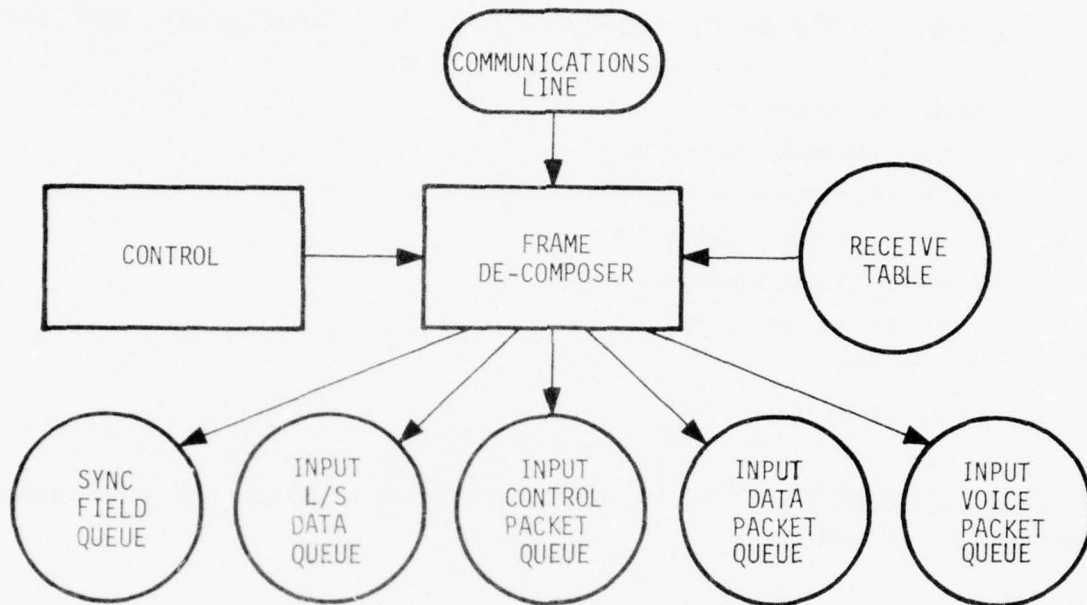 COMMUNICATIONS
LINE
CONTROL
FRAME
DE-COMPOSER
RECEIVE
TABLE
SYNC
FIELD
QUEUE
INPUT
L/S
DATA
QUEUE
INPUT
CONTROL
PACKET
QUEUE
INPUT
DATA
PACKET
QUEUE
INPUT
VOICE
PACKET
QUEUE